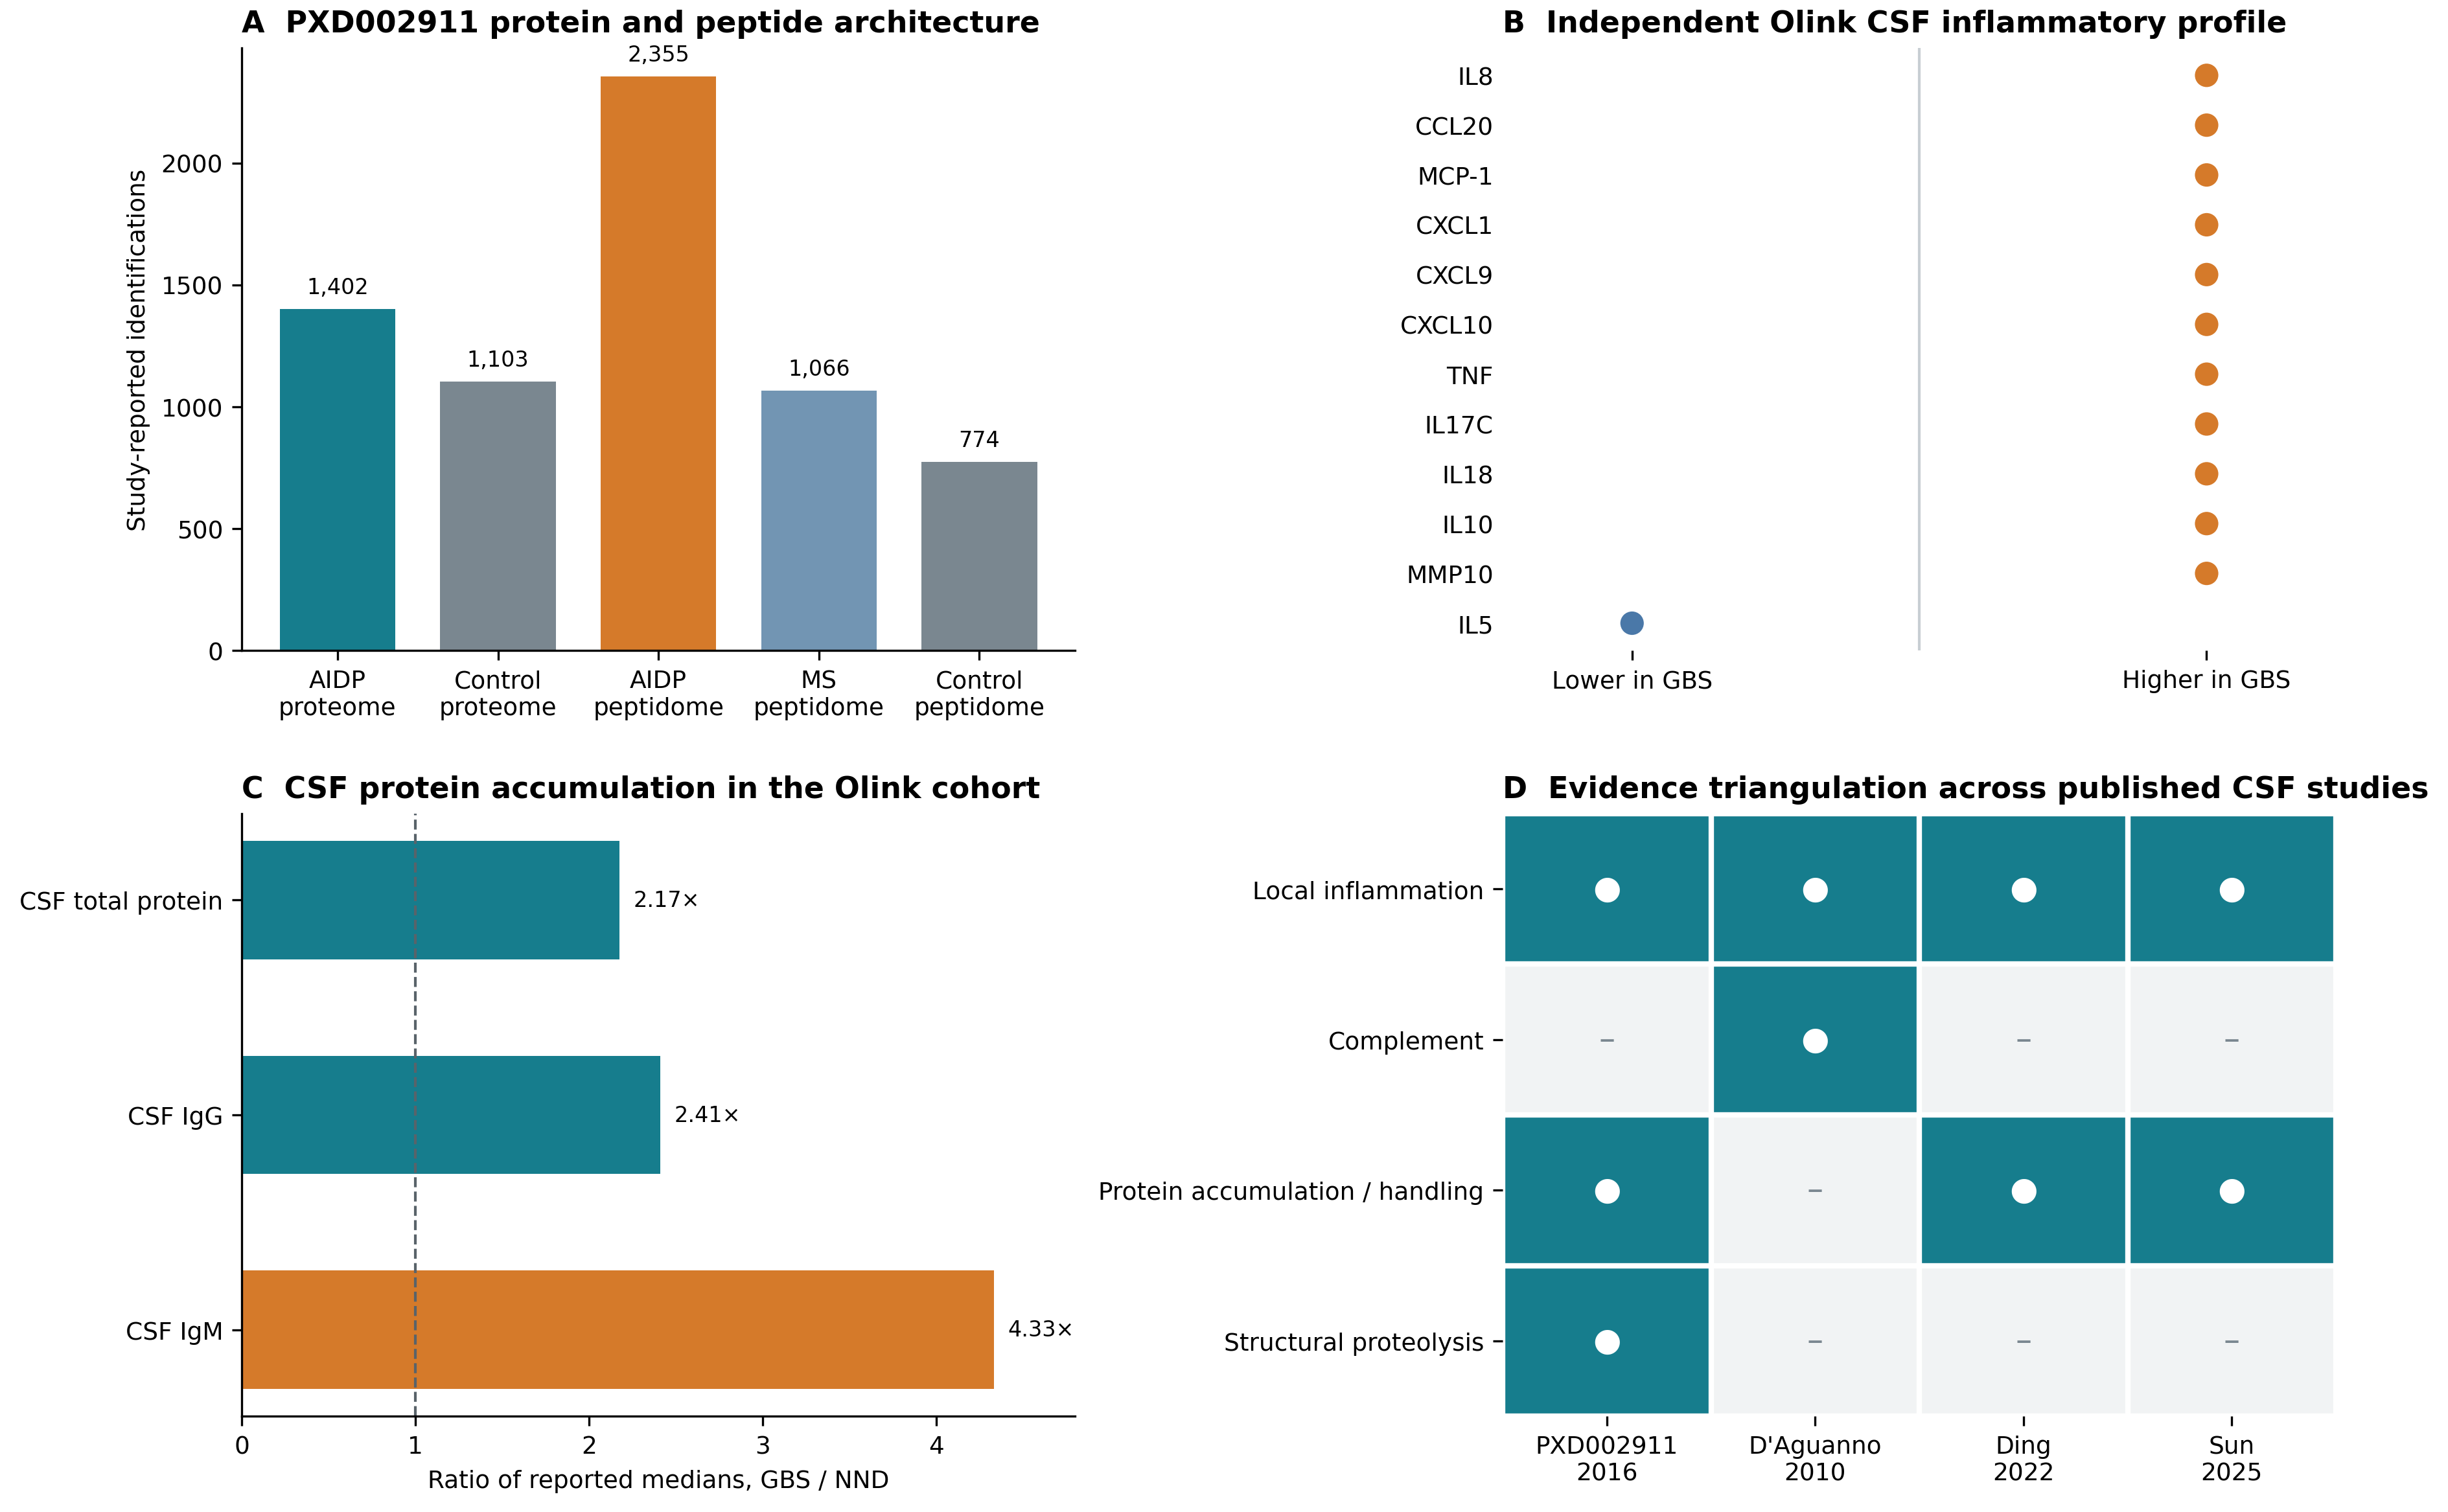 A  PXD002911 protein and peptide architecture
2,355
1,402
1,103
1,066
774
Study-reported identifications
2000
1500
1000
500
0
AIDP
proteome
Control
proteome
AIDP
peptidome
MS
peptidome
Control
peptidome
B  Independent Olink CSF inflammatory profile
IL8
CCL20
MCP-1
CXCL1
CXCL9
CXCL10
TNF
IL17C
IL18
IL10
MMP10
IL5
Lower in GBS
Higher in GBS
C  CSF protein accumulation in the Olink cohort
CSF total protein
2.17×
CSF IgG
2.41×
CSF IgM
4.33×
0
1
2
3
4
Ratio of reported medians, GBS / NND
D  Evidence triangulation across published CSF studies
Local inflammation
Complement
–
–
–
Protein accumulation / handling
–
Structural proteolysis
–
–
–
PXD002911
2016
D'Aguanno
2010
Ding
2022
Sun
2025